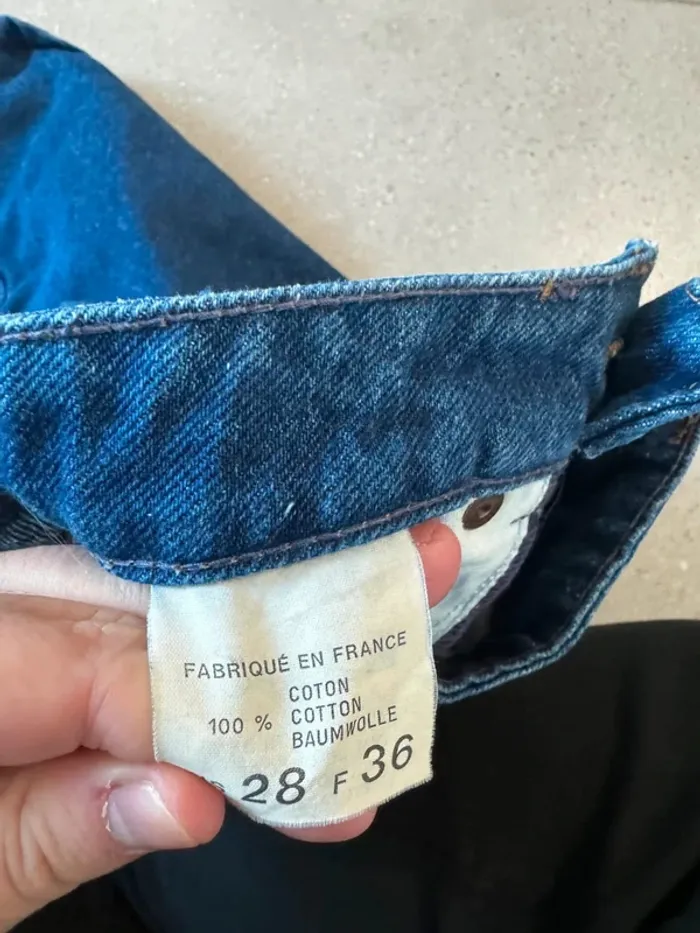 FABRIQUÉ EN FRANCE
COTON
100 % COTTON
BAUMWOLLE
28 F 36